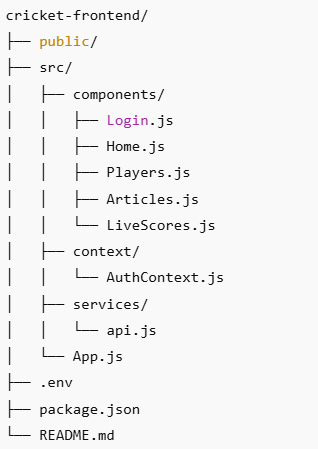 cricket-frontend/
├── public/
├── src/
│   ├── components/
│   │   ├── Login.js
│   │   ├── Home.js
│   │   ├── Players.js
│   │   ├── Articles.js
│   │   └── LiveScores.js
│   ├── context/
│   │   └── AuthContext.js
│   ├── services/
│   │   └── api.js
│   └── App.js
├── .env
├── package.json
└── README.md